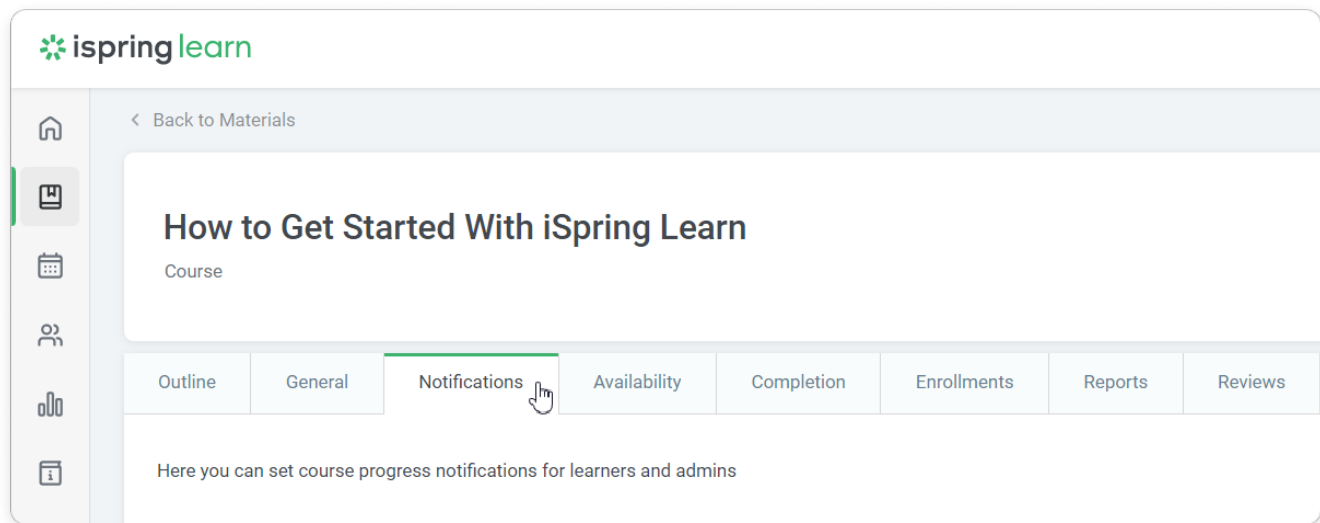 ispring learn
Back to Materials
How to Get Started With iSpring Learn
Course
Outline General Notifications Availability Completion Enrollments Reports Reviews
Here you can set course progress notifications for learners and admins